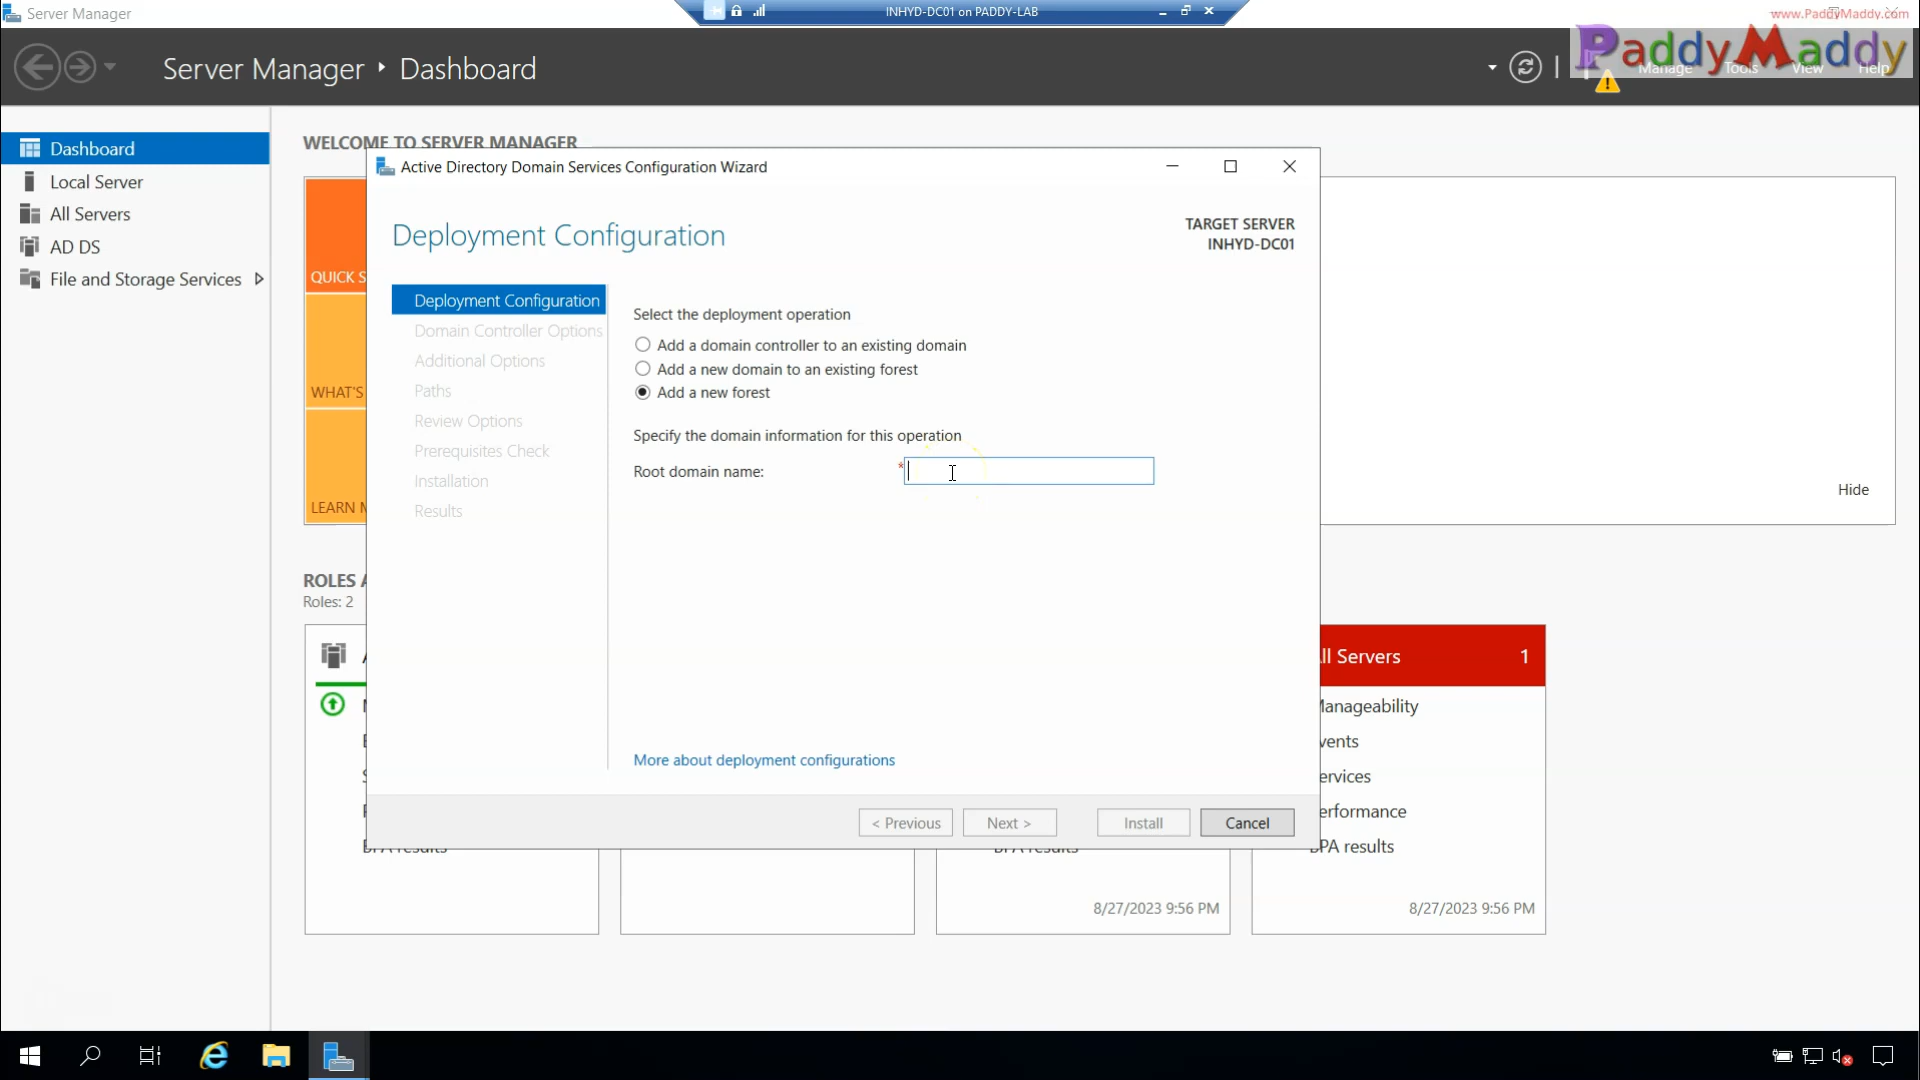 Server Manager
INHYD-DC01 on PADDY-LAB
www.PaddyMaddy.com
PaddyMaddy
Server Manager ‣ Dashboard
Manage Tools View Help
Dashboard
Local Server
All Servers
AD DS
File and Storage Services
WELCOME TO SERVER MANAGER
QUICK S
WHAT'S
LEARN
Hide
Active Directory Domain Services Configuration Wizard
Deployment Configuration
TARGET SERVER
INHYD-DC01
Deployment Configuration
Domain Controller Options
Additional Options
Paths
Review Options
Prerequisites Check
Installation
Results
Select the deployment operation
Add a domain controller to an existing domain
Add a new domain to an existing forest
Add a new forest
Specify the domain information for this operation
Root domain name: *
More about deployment configurations
< Previous Next > Install Cancel
ROLES
Roles: 2
ll Servers 1
Manageability
vents
ervices
erformance
BPA results
BPA results
BPA results
8/27/2023 9:56 PM
8/27/2023 9:56 PM